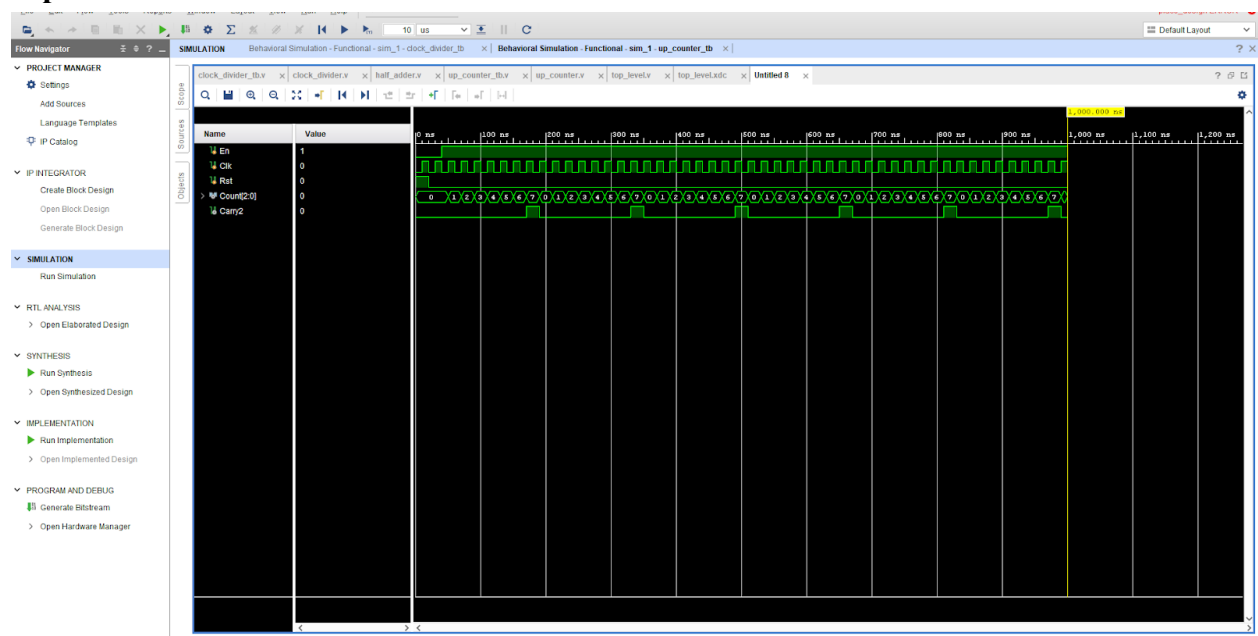 10 us
Default Layout
Flow Navigator
SIMULATION Behavioral Simulation - Functional - sim_1 - clock_divider_tb Behavioral Simulation - Functional - sim_1 - up_counter_tb
PROJECT MANAGER
Settings
Add Sources
Language Templates
IP Catalog
IP INTEGRATOR
Create Block Design
Open Block Design
Generate Block Design
SIMULATION
Run Simulation
RTL ANALYSIS
Open Elaborated Design
SYNTHESIS
Run Synthesis
Open Synthesized Design
IMPLEMENTATION
Run Implementation
Open Implemented Design
PROGRAM AND DEBUG
Generate Bitstream
Open Hardware Manager
Scope
Sources
Objects
clock_divider_tb.v clock_divider.v half_adder.v up_counter_tb.v up_counter.v top_level.v top_level.xdc Untitled 8
1,000.000 ns
Name Value 0 ns 100 ns 200 ns 300 ns 400 ns 500 ns 600 ns 700 ns 800 ns 900 ns 1,000 ns 1,100 ns 1,200 ns
En 1
Clk 0
Rst 0
Count[2:0] 0 0 1 2 3 4 5 6 7 0 1 2 3 4 5 6 7 0 1 2 3 4 5 6 7 0 1 2 3 4 5 6 7 0 1 2 3 4 5 6 7 0 1 2 3 4 5 6 7
Carry2 0